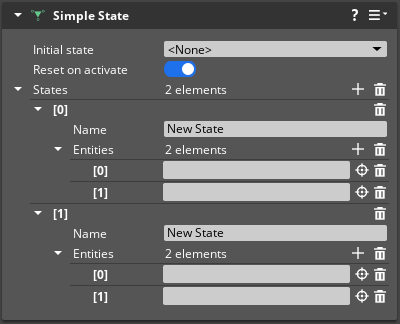 Simple State ?
Initial state <None>
Reset on activate
States 2 elements
[0]
Name New State
Entities 2 elements
[0]
[1]
[1]
Name New State
Entities 2 elements
[0]
[1]